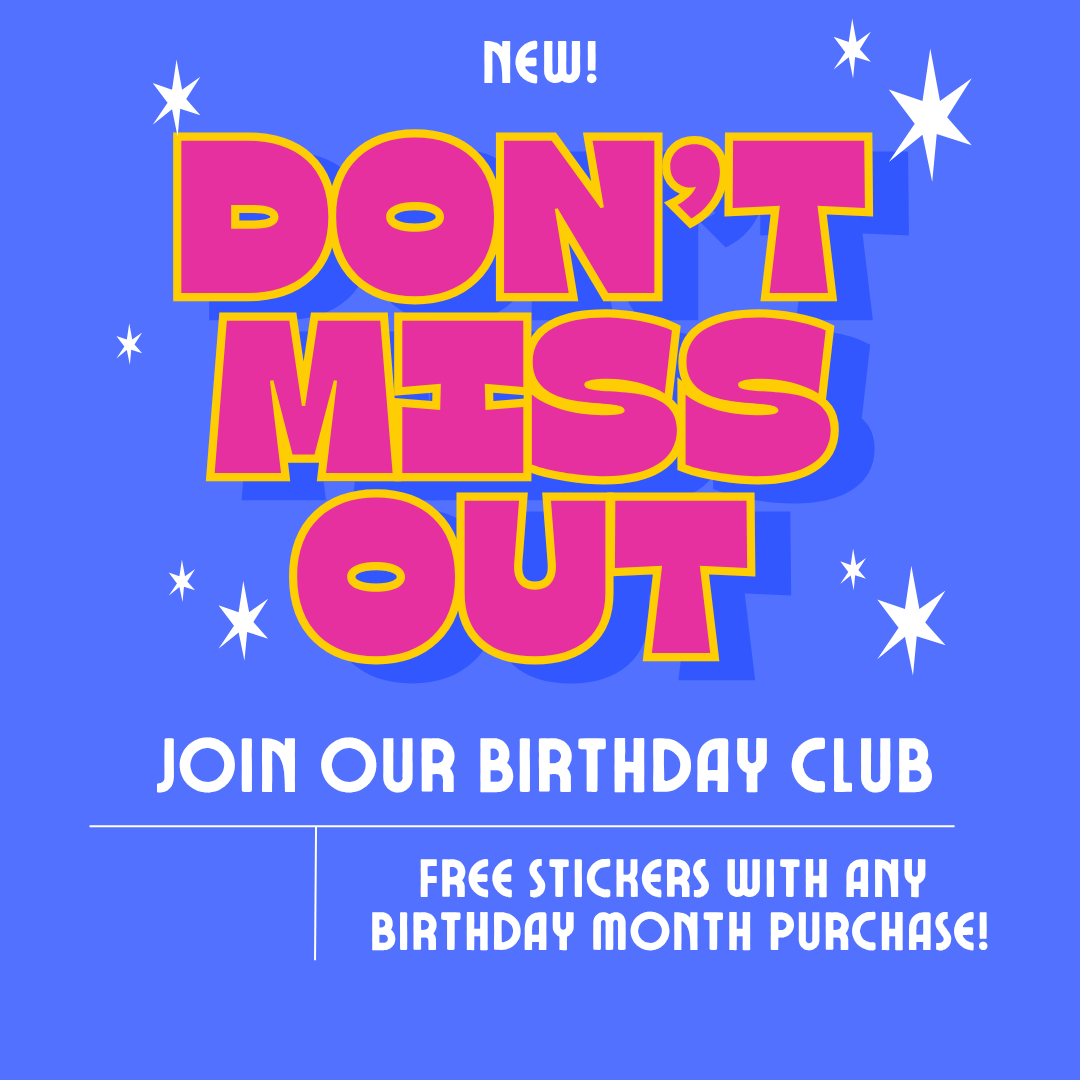 NEW!
DON'T
MISS
OUT
JOIN OUR BIRTHDAY CLUB
FREE STICKERS WITH ANY
BIRTHDAY MONTH PURCHASE!